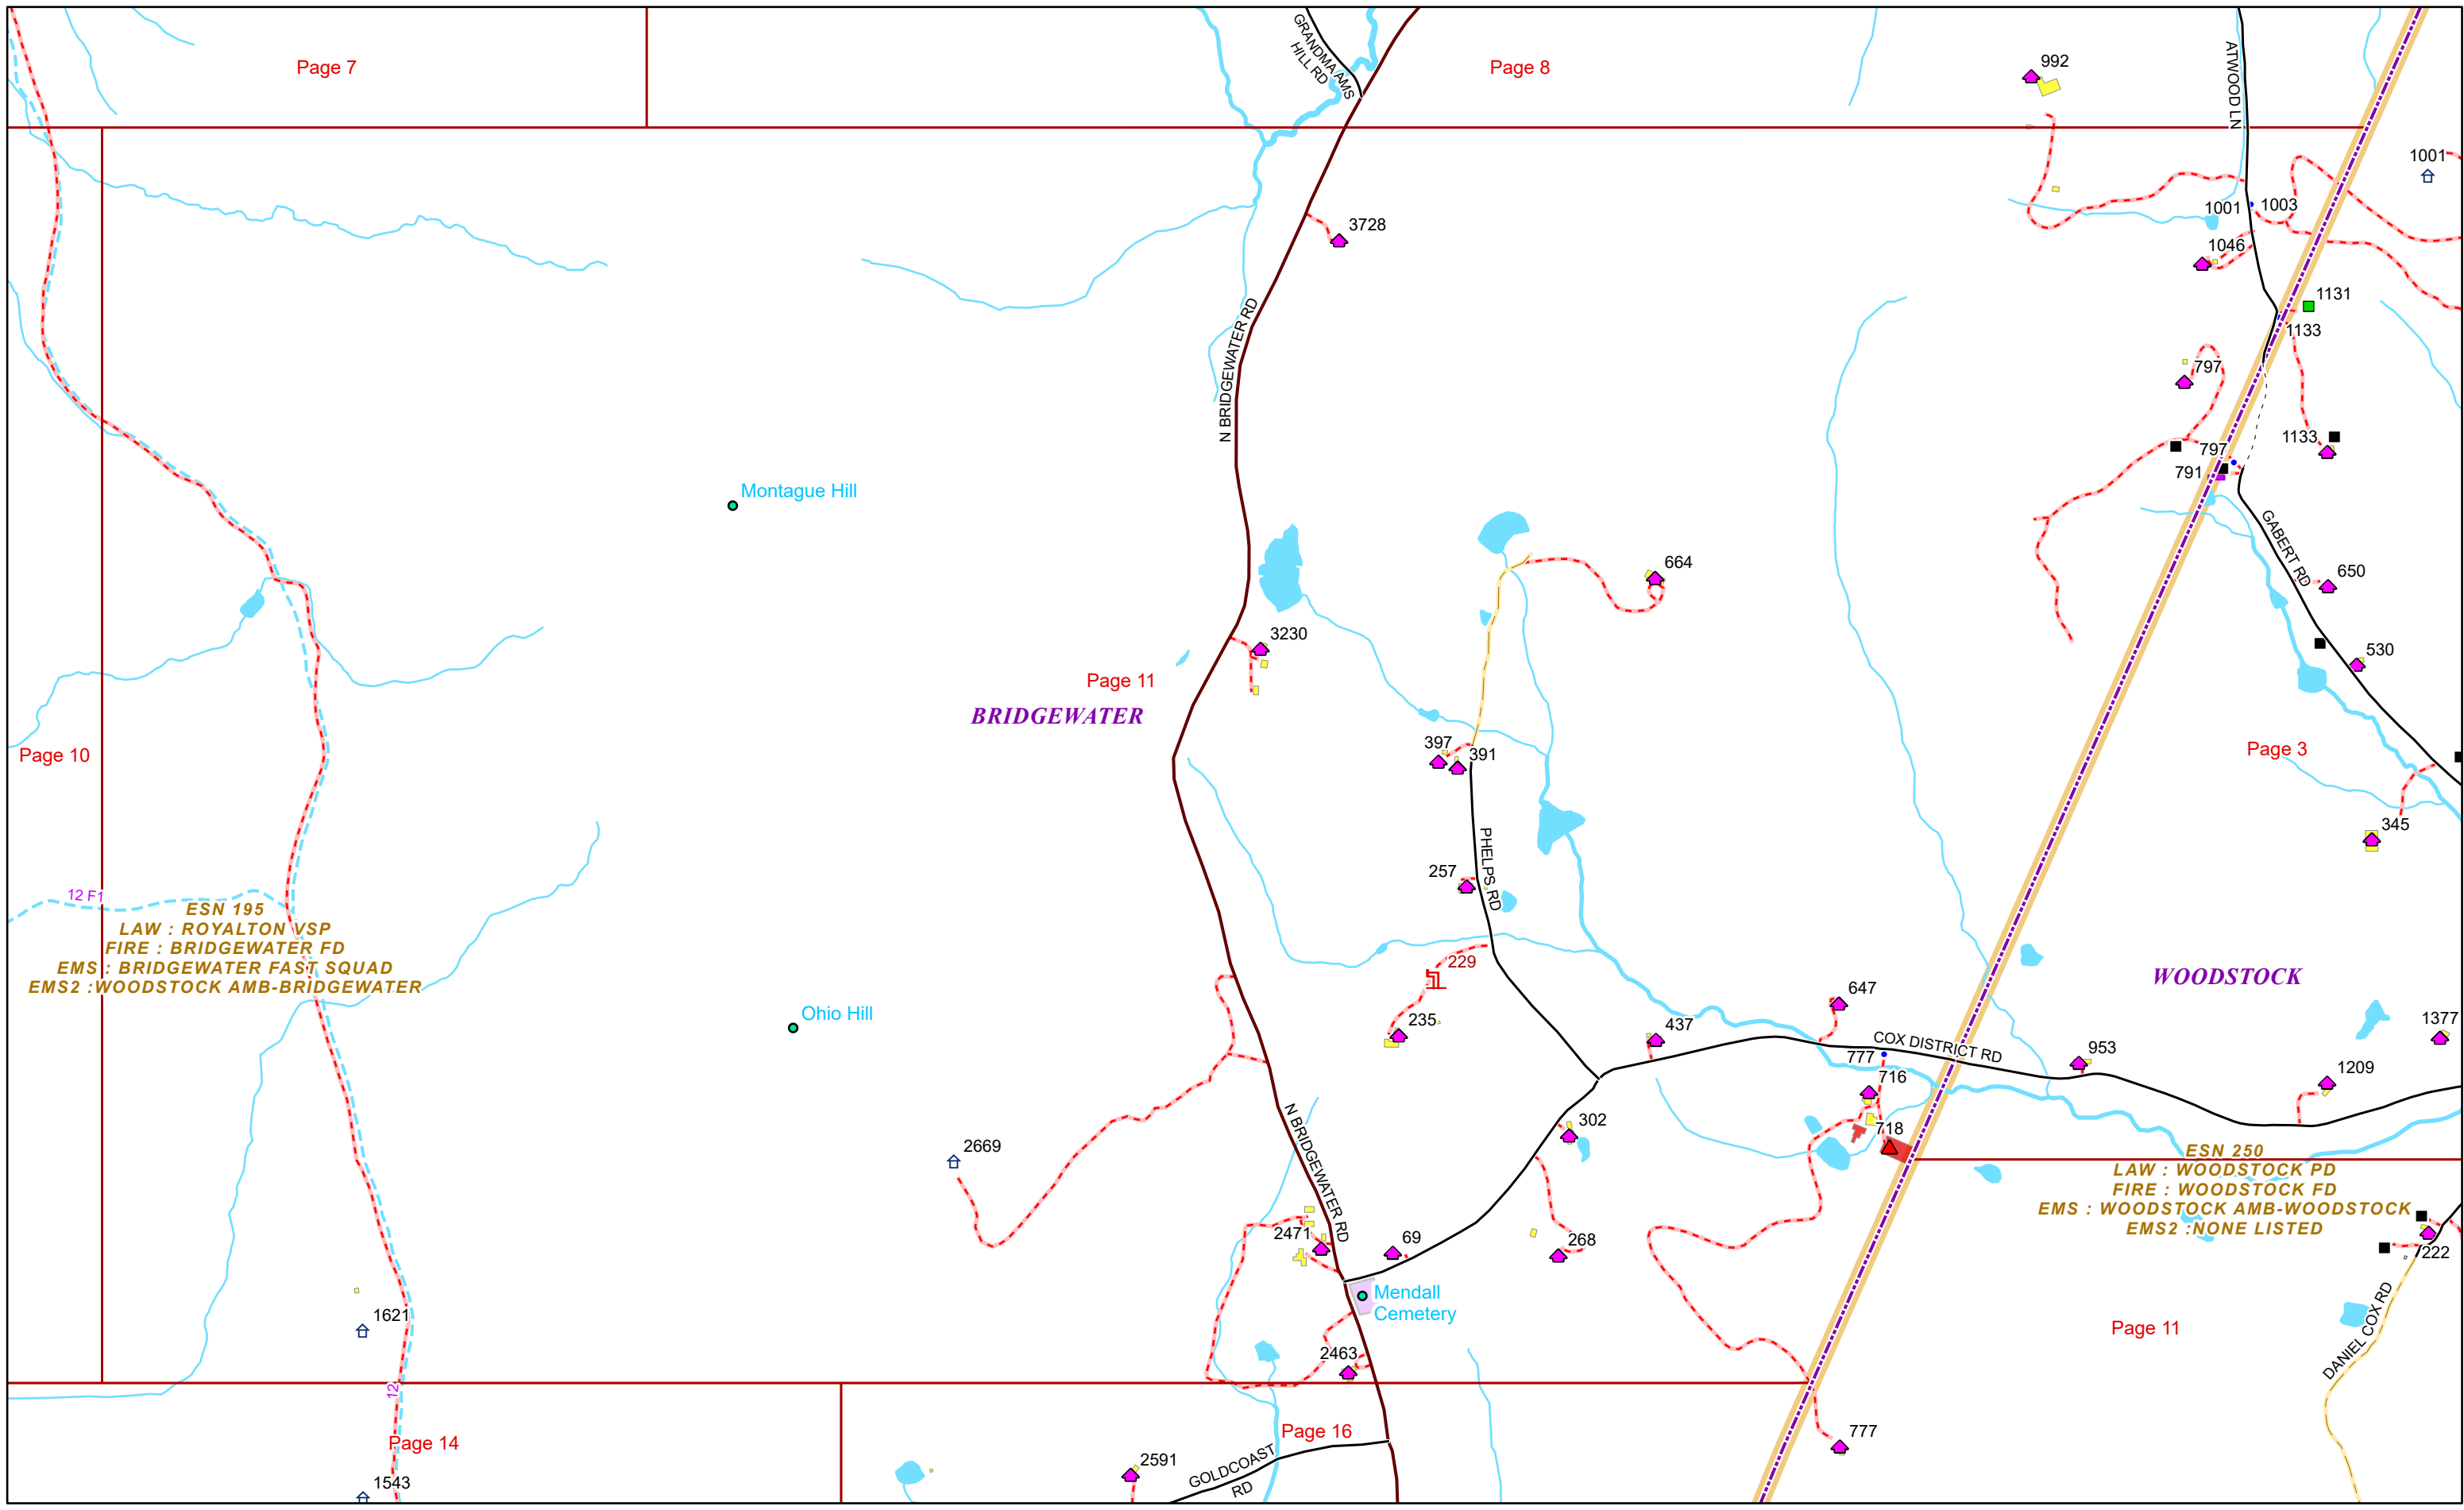 Page 7
Page 8
GRANDMA AMS
HILL RD
992
ATWOOD LN
1001
1001
1003
3728
1046
1131
1133
N BRIDGEWATER RD
797
1133
797
791
Montague Hill
GABERT RD
664
650
3230
530
Page 11
BRIDGEWATER
397
391
Page 3
Page 10
345
PHELPS RD
257
12 F1
ESN 195
LAW : ROYALTON VSP
FIRE : BRIDGEWATER FD
EMS : BRIDGEWATER FAST SQUAD
EMS2 :WOODSTOCK AMB-BRIDGEWATER
229
WOODSTOCK
647
Ohio Hill
235
437
1377
COX DISTRICT RD
777
953
716
1209
N BRIDGEWATER RD
302
718
2669
ESN 250
LAW : WOODSTOCK PD
FIRE : WOODSTOCK FD
EMS : WOODSTOCK AMB-WOODSTOCK
EMS2 :NONE LISTED
2471
69
268
222
Mendall
Cemetery
1621
DANIEL COX RD
Page 11
2463
12
Page 14
Page 16
777
2591
GOLDCOAST
RD
1543